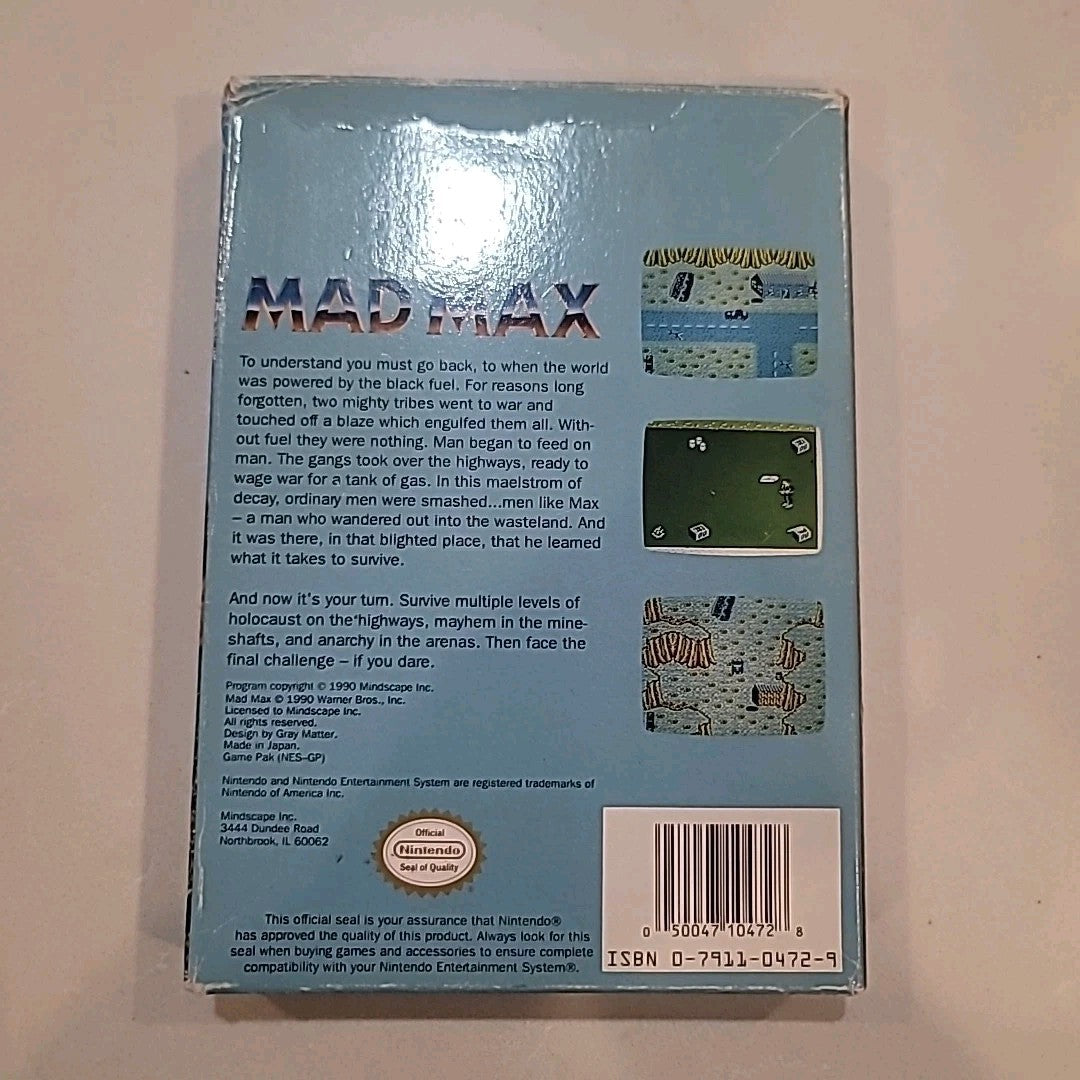 MAD MAX
To understand you must go back, to when the world
was powered by the black fuel. For reasons long
forgotten, two mighty tribes went to war and
touched off a blaze which engulfed them all. With-
out fuel they were nothing. Man began to feed on
man. The gangs took over the highways, ready to
wage war for a tank of gas. In this maelstrom of
decay, ordinary men were smashed...men like Max
– a man who wandered out into the wasteland. And
it was there, in that blighted place, that he learned
what it takes to survive.
And now it's your turn. Survive multiple levels of
holocaust on the highways, mayhem in the mine-
shafts, and anarchy in the arenas. Then face the
final challenge – if you dare.
Program copyright © 1990 Mindscape Inc.
Mad Max © 1990 Warner Bros., Inc.
Licensed to Mindscape Inc.
All rights reserved.
Design by Gray Matter.
Made in Japan.
Game Pak (NES-GP)
Nintendo and Nintendo Entertainment System are registered trademarks of
Nintendo of America Inc.
Mindscape Inc.
3444 Dundee Road
Northbrook, IL 60062
Official
Nintendo
Seal of Quality
This official seal is your assurance that Nintendo®
has approved the quality of this product. Always look for this
seal when buying games and accessories to ensure complete
compatibility with your Nintendo Entertainment System®.
0 50047 10472 8
ISBN 0-7911-0472-9